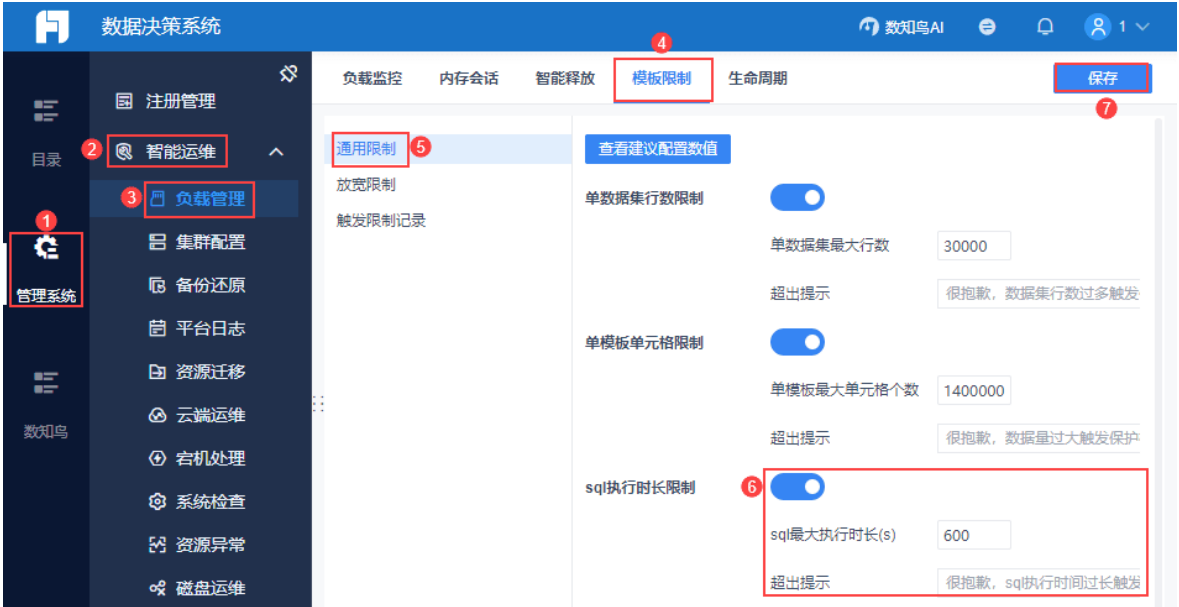 数据决策系统
数知鸟AI
1
4
负载监控
内存会话
智能释放
模板限制
生命周期
保存
7
目录
1
管理系统
数知鸟
注册管理
2
智能运维
3
负载管理
集群配置
备份还原
平台日志
资源迁移
云端运维
宕机处理
系统检查
资源异常
磁盘运维
通用限制
5
放宽限制
触发限制记录
查看建议配置数值
单数据集行数限制
单数据集最大行数
30000
超出提示
很抱歉，数据集行数过多触发
单模板单元格限制
单模板最大单元格个数
1400000
超出提示
很抱歉，数据量过大触发保护
sql执行时长限制
6
sql最大执行时长(s)
600
超出提示
很抱歉，sql执行时间过长触发